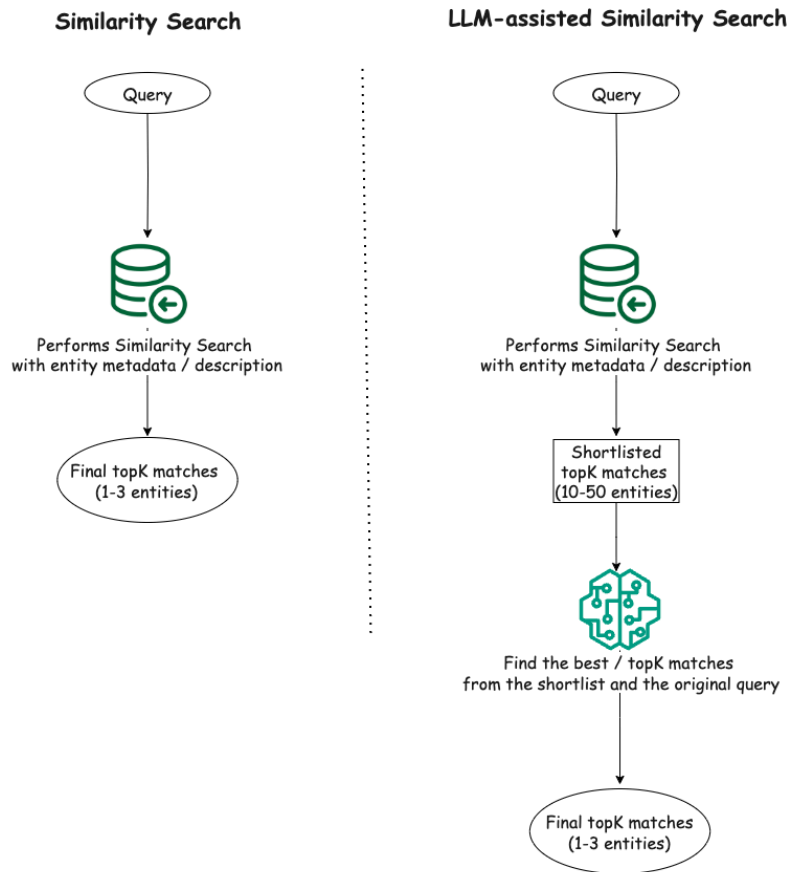 Similarity Search
Query
Performs Similarity Search
with entity metadata / description
Final topK matches
(1-3 entities)
LLM-assisted Similarity Search
Query
Performs Similarity Search
with entity metadata / description
Shortlisted
topK matches
(10-50 entities)
Find the best / topK matches
from the shortlist and the original query
Final topK matches
(1-3 entities)